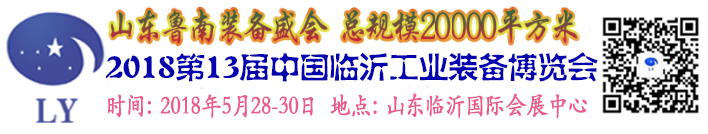 山东鲁南装备盛会 总规模20000平方米
2018第13届中国临沂工业装备博览会
LY
时间: 2018年5月28-30日 地点: 山东临沂国际会展中心